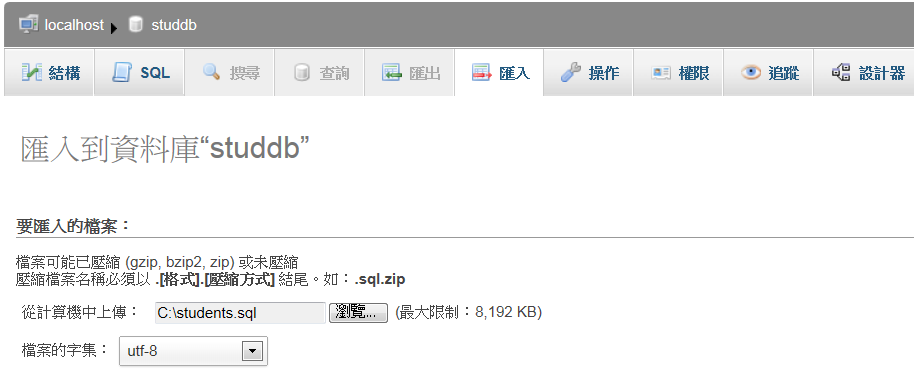 localhost studdb
結構 SQL 搜尋 查詢 匯出 匯入 操作 權限 追蹤 設計器
匯入到資料庫“studdb”
要匯入的檔案：
檔案可能已壓縮 (gzip, bzip2, zip) 或未壓縮
壓縮檔案名稱必須以 .[格式].[壓縮方式] 結尾。如：.sql.zip
從計算機中上傳： C:\students.sql 瀏覽... (最大限制：8,192 KB)
檔案的字集： utf-8